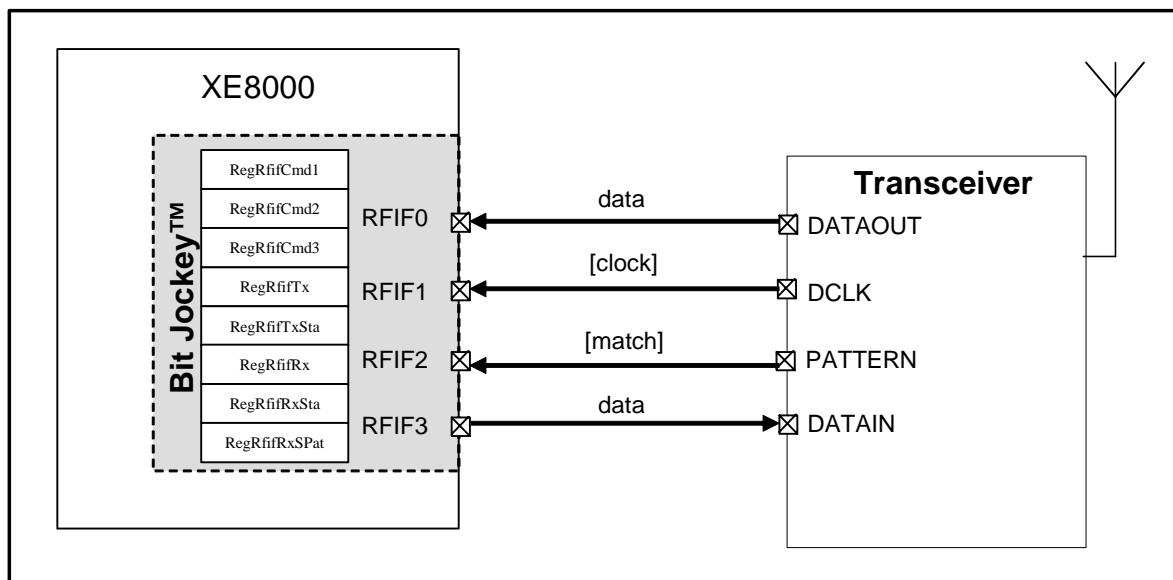 XE8000
Bit Jockey™
RegRfifCmd1
RegRfifCmd2
RegRfifCmd3
RegRfifTx
RegRfifTxSta
RegRfifRx
RegRfifRxSta
RegRfifRxSPat
RFIF0
RFIF1
RFIF2
RFIF3
data
[clock]
[match]
data
Transceiver
DATAOUT
DCLK
PATTERN
DATAIN